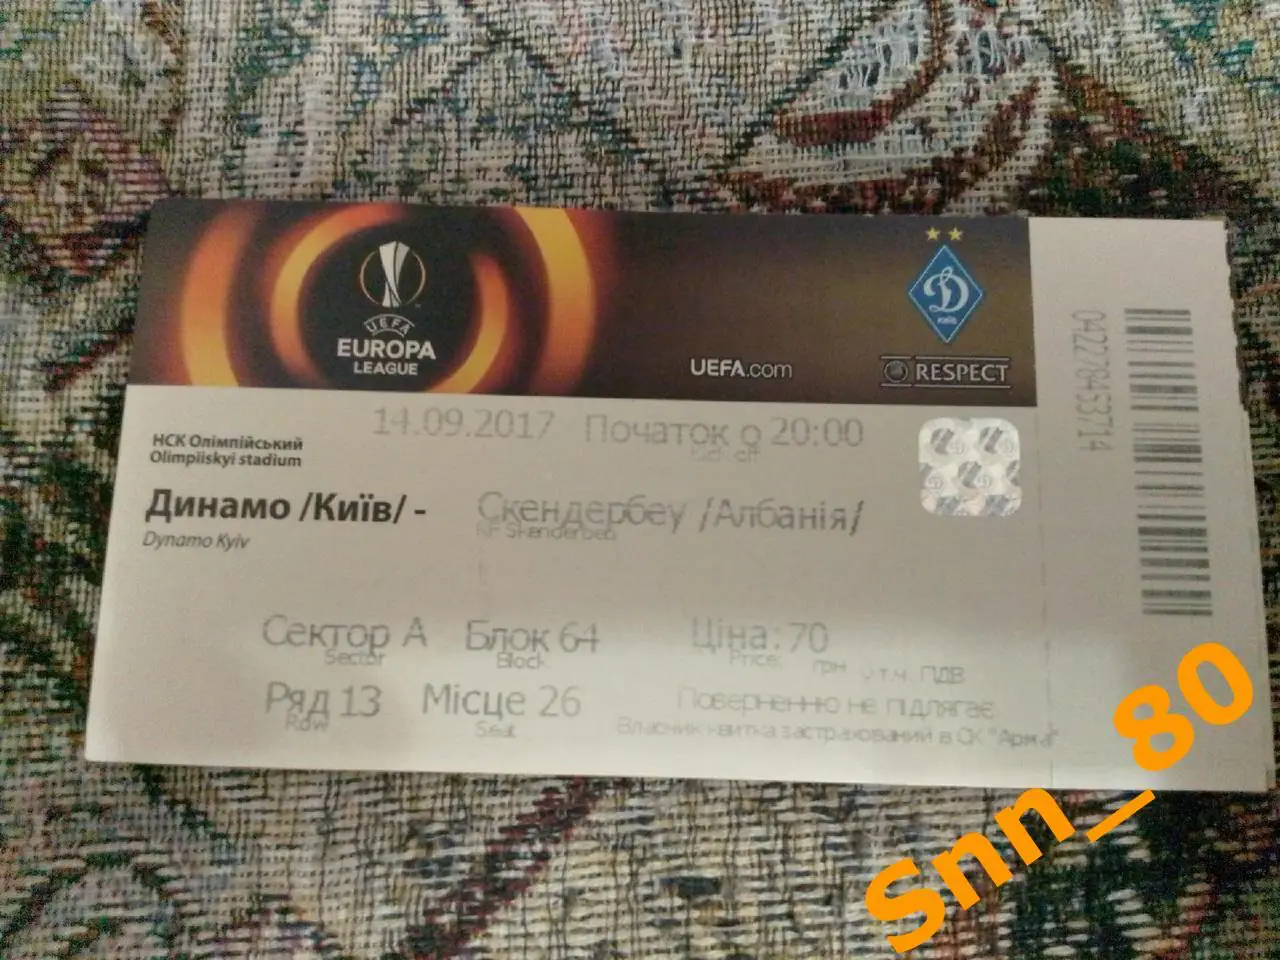 UEFA
EUROPA
LEAGUE
UEFA.com
Д
Київ
RESPECT
14.09.2017 Початок о 20:00
Kick off
НСК Олімпійський
Olimpiiskyi stadium
Динамо /Київ/ - Скендербеу /Албанія/
Dynamo Kyiv KF Skenderbeu
Сектор А Блок 64 Ціна: 70
Sector Block Price: грн у т.ч. ПДВ
Ряд 13 Місце 26 Поверненню не підлягає
Row Seat Власник квитка застрахований в СК "Арма"
Snn_80